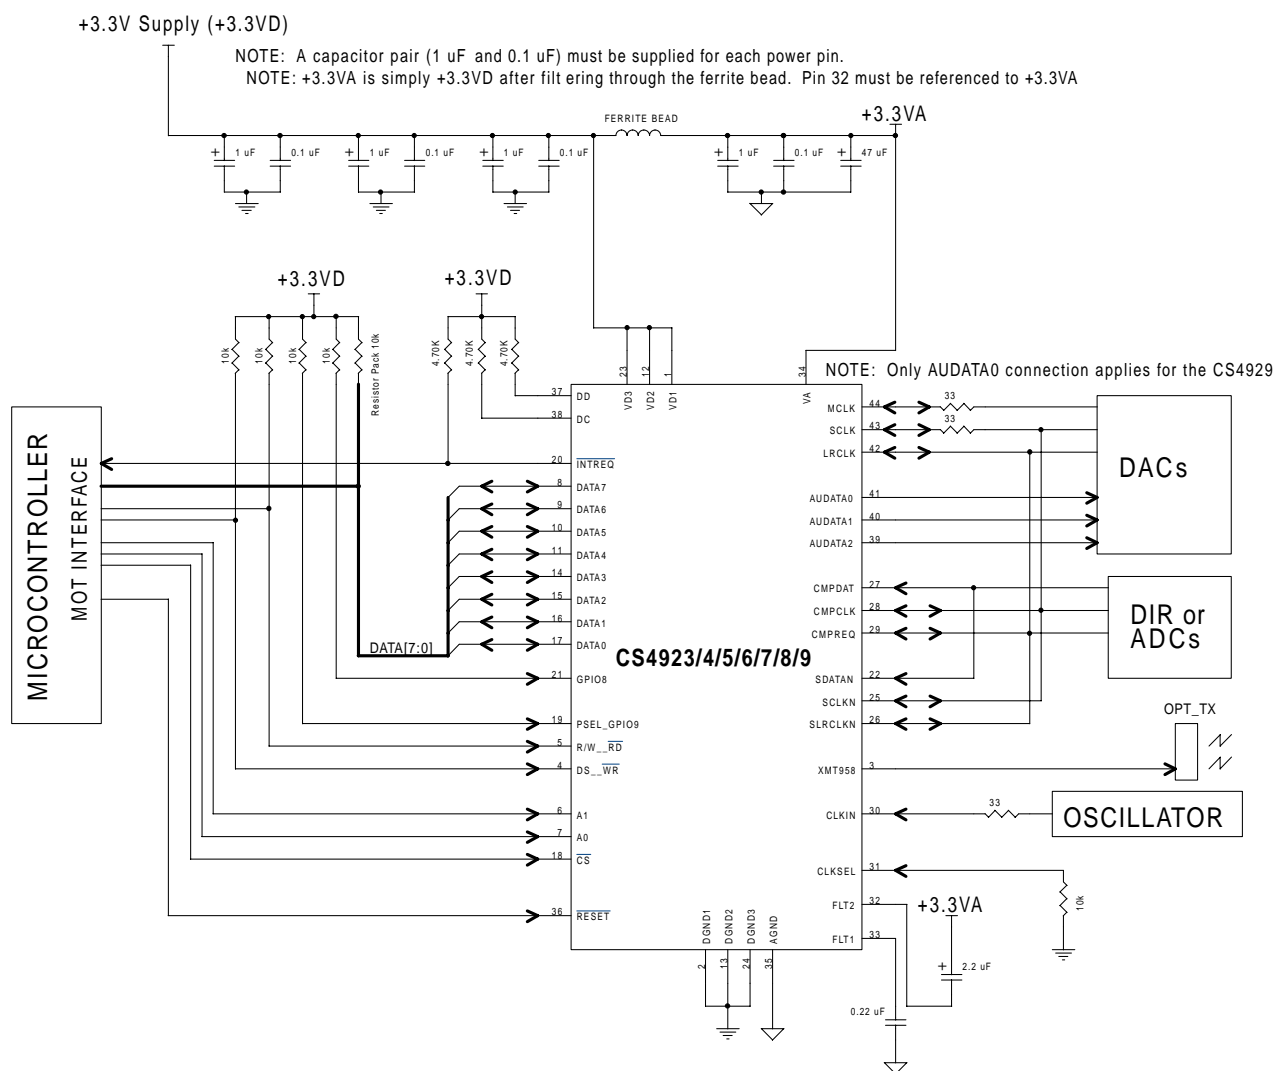 +3.3V Supply (+3.3VD)
NOTE: A capacitor pair (1 uF and 0.1 uF) must be supplied for each power pin.
NOTE: +3.3VA is simply +3.3VD after filt ering through the ferrite bead. Pin 32 must be referenced to +3.3VA
FERRITE BEAD
+3.3VA
+ 1 uF
0.1 uF
+ 1 uF
0.1 uF
+ 1 uF
0.1 uF
+ 1 uF
0.1 uF
+ 47 uF
+3.3VD
+3.3VD
10k
10k
10k
10k
Resistor Pack 10k
4.70K
4.70K
4.70K
23
12
1
34
VD3
VD2
VD1
VA
NOTE: Only AUDATA0 connection applies for the CS4929
MICROCONTROLLER
MOT INTERFACE
37 DD
38 DC
20 INTREQ
8 DATA7
9 DATA6
10 DATA5
11 DATA4
14 DATA3
15 DATA2
16 DATA1
17 DATA0
DATA[7:0]
21 GPIO8
19 PSEL_GPIO9
5 R/W__RD
4 DS__WR
6 A1
7 A0
18 CS
36 RESET
CS4923/4/5/6/7/8/9
MCLK 44 33
SCLK 43 33
LRCLK 42
AUDATA0 41
AUDATA1 40
AUDATA2 39
DACs
CMPDAT 27
CMPCLK 28
CMPREQ 29
DIR or
ADCs
SDATAN 22
SCLKN 25
SLRCLKN 26
OPT_TX
XMT958 3
CLKIN 30 33
OSCILLATOR
CLKSEL 31
10k
FLT2 32
+3.3VA
FLT1 33
+ 2.2 uF
0.22 uF
DGND1
DGND2
DGND3
AGND
2
13
24
35